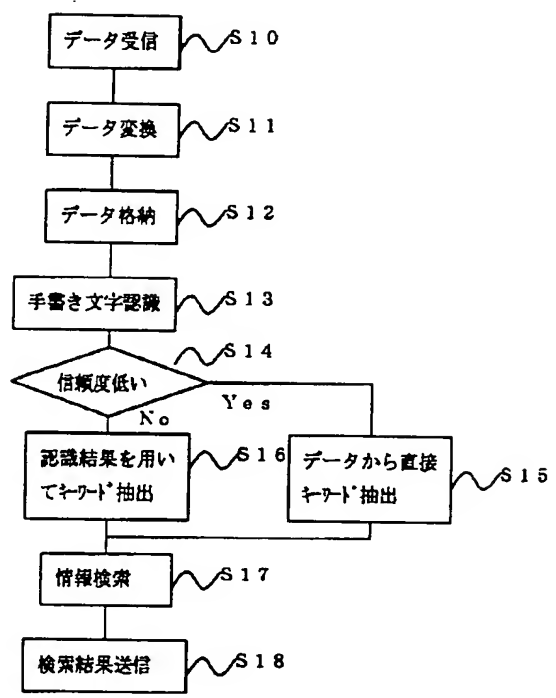 データ受信 S10
データ変換 S11
データ格納 S12
手書き文字認識 S13
信頼度低い S14
No Yes
認識結果を用い
てキーワード抽出 S16
データから直接
キーワード抽出 S15
情報検索 S17
検索結果送信 S18